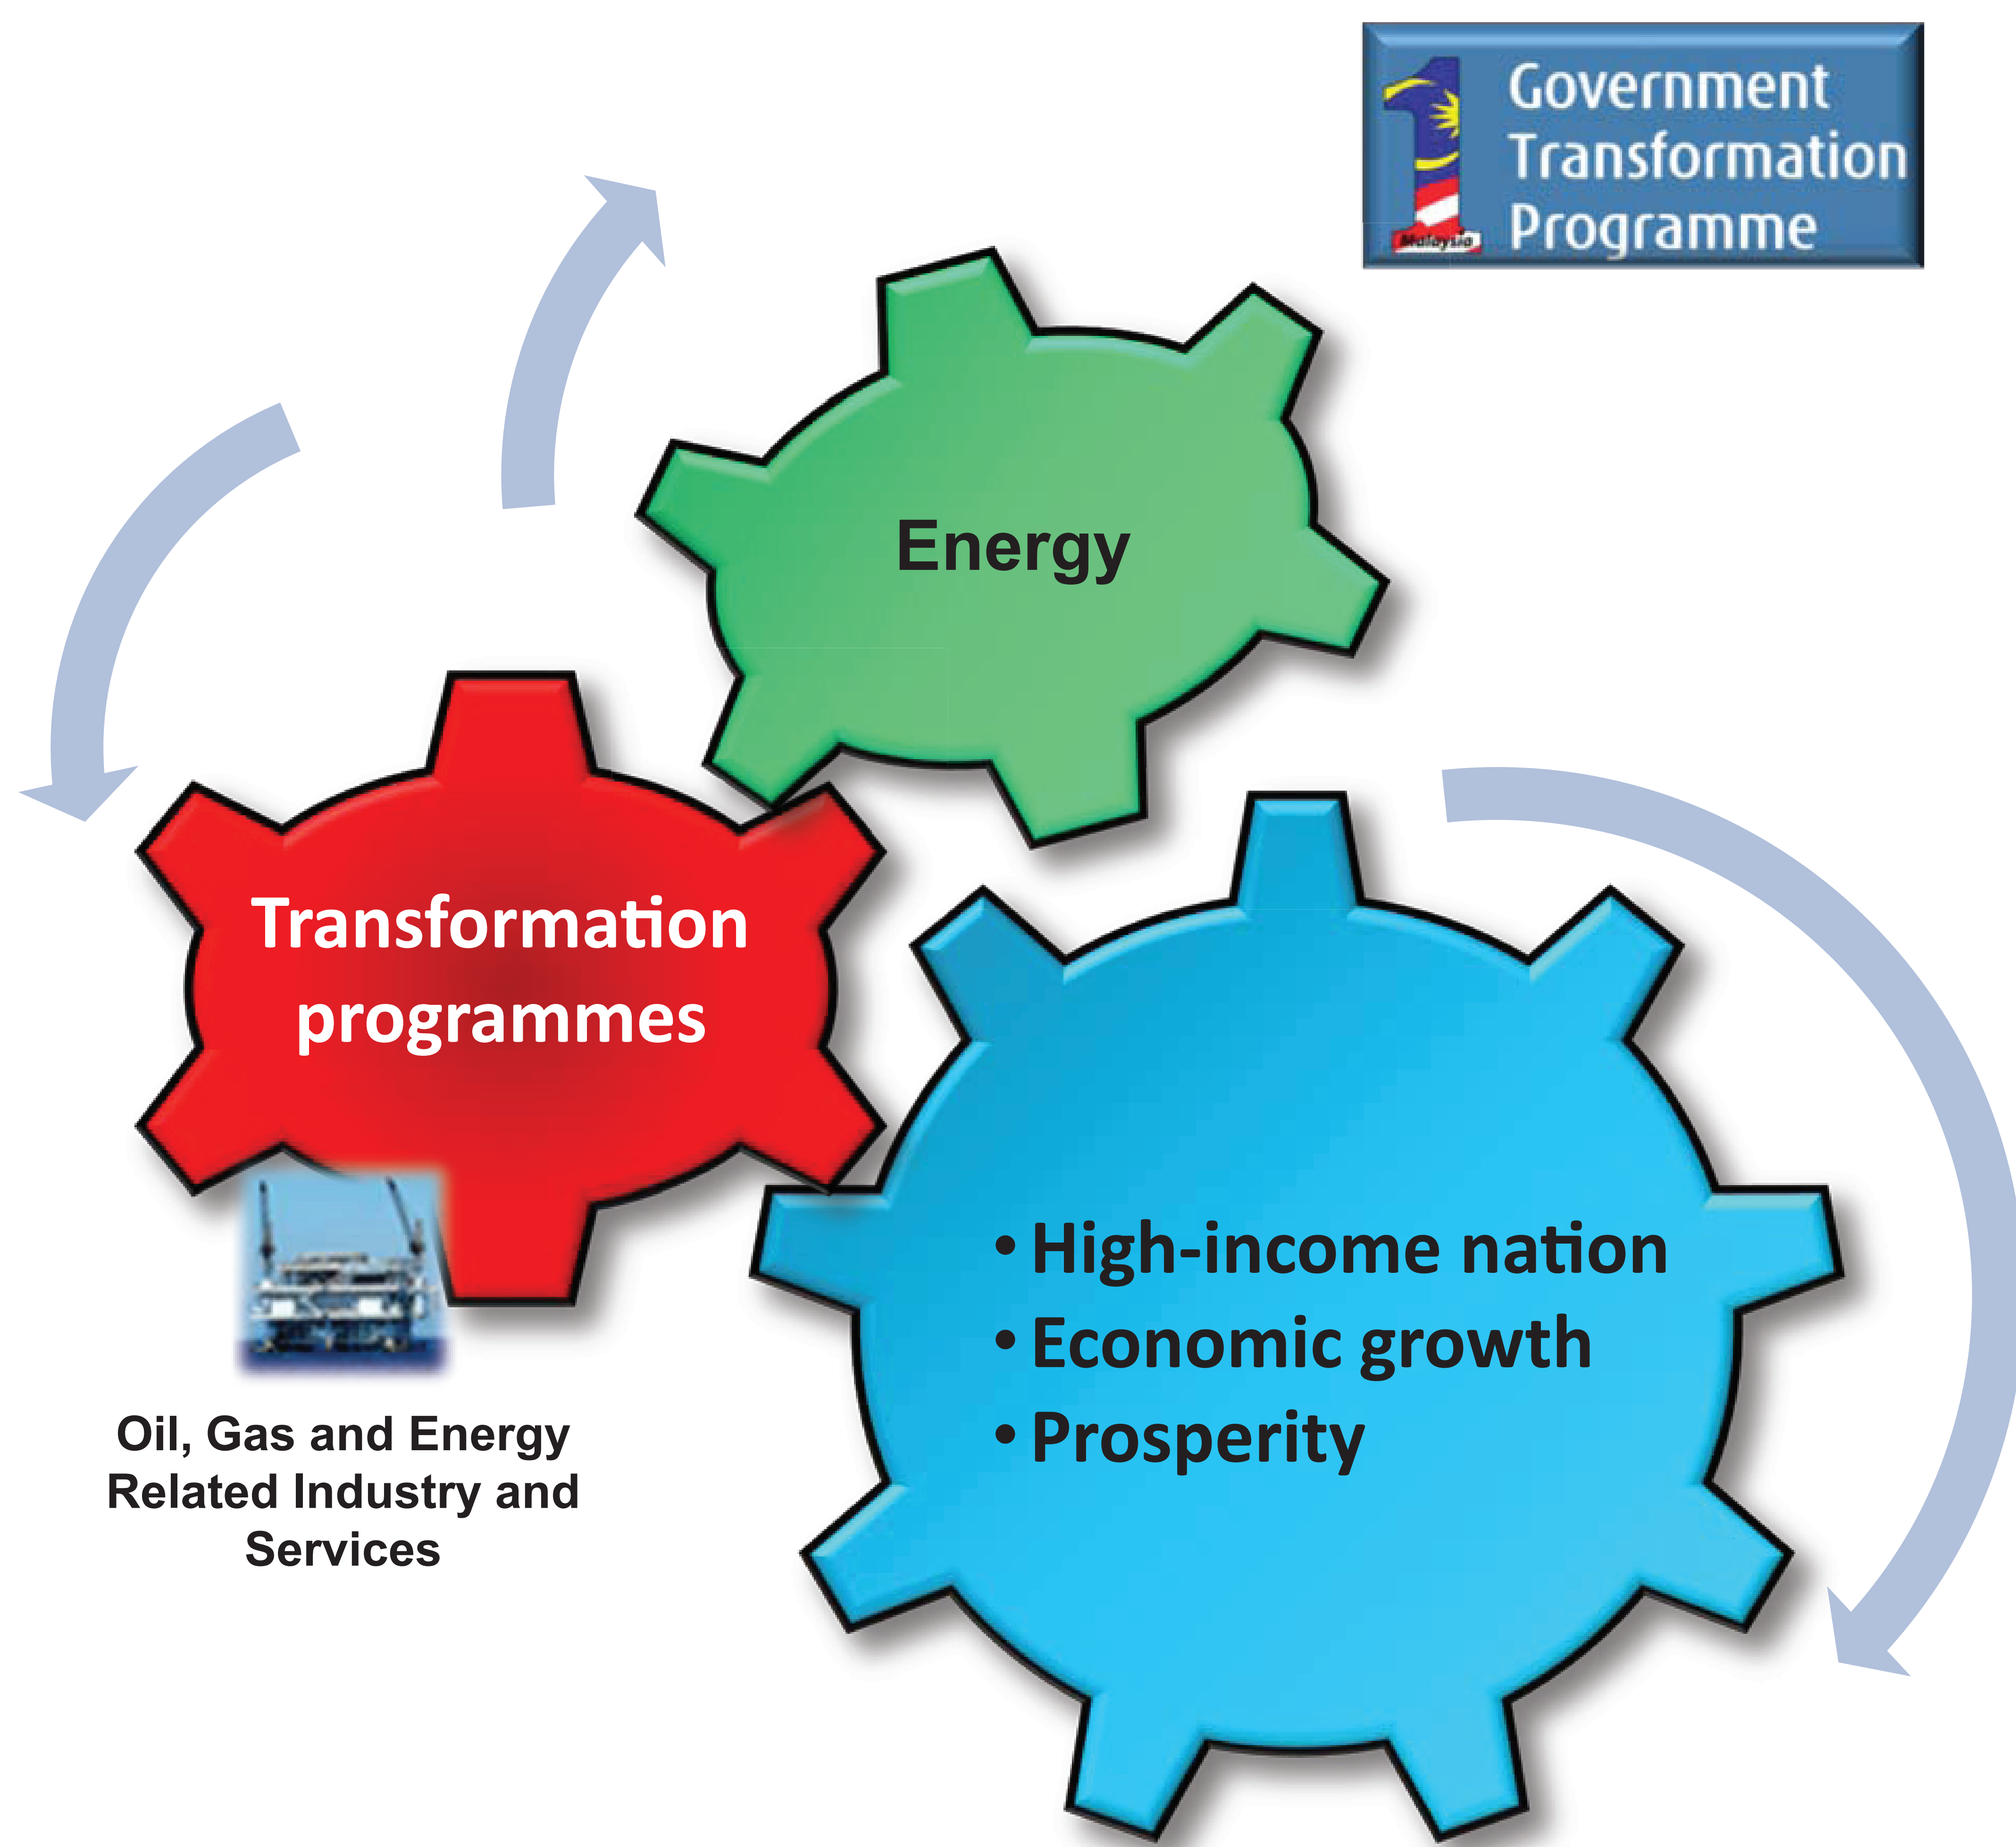 Government
Transformation
Programme
Malaysia
Energy
Transformation
programmes
• High-income nation
• Economic growth
• Prosperity
Oil, Gas and Energy
Related Industry and
Services